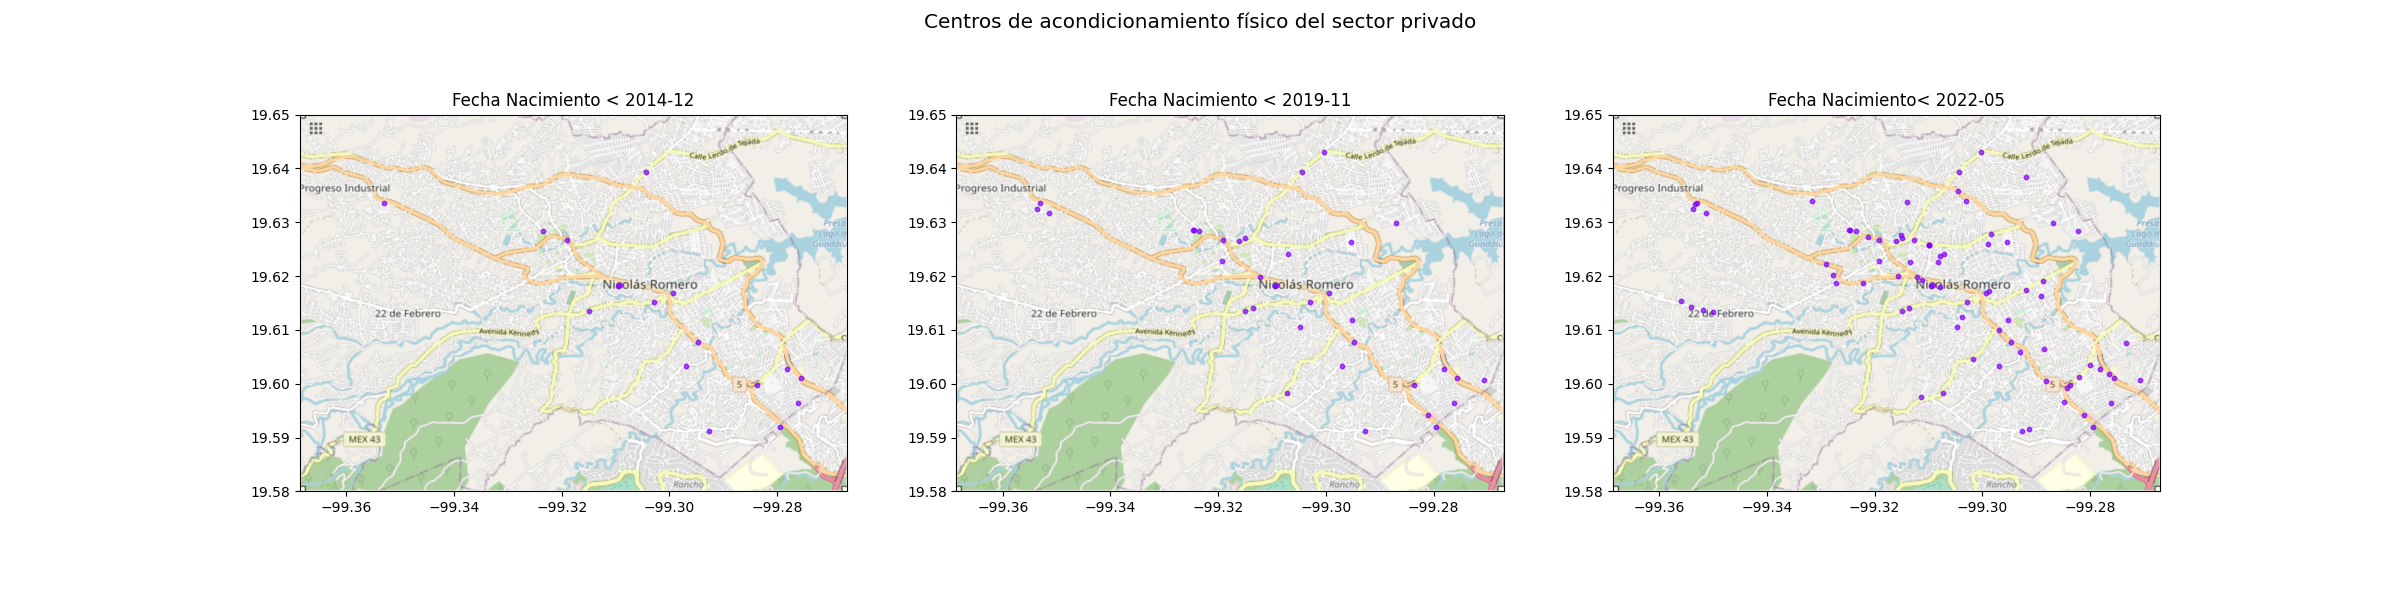 Centros de acondicionamiento físico del sector privado
Fecha Nacimiento < 2014-12
19.65
19.64
19.63
19.62
19.61
19.60
19.59
19.58
−99.36
−99.34
−99.32
−99.30
−99.28
Calle Lerdo de Tejada
Progreso Industrial
Presa
Lago d
Guadalu
Nicolás Romero
22 de Febrero
Avenida Kennedy
5
MEX 43
Rancho
Fecha Nacimiento < 2019-11
19.65
19.64
19.63
19.62
19.61
19.60
19.59
19.58
−99.36
−99.34
−99.32
−99.30
−99.28
Calle Lerdo de Tejada
Progreso Industrial
Presa
Lago d
Guadalu
Nicolás Romero
22 de Febrero
Avenida Kennedy
5
MEX 43
Rancho
Fecha Nacimiento< 2022-05
19.65
19.64
19.63
19.62
19.61
19.60
19.59
19.58
−99.36
−99.34
−99.32
−99.30
−99.28
Calle Lerdo de Tejada
Progreso Industrial
Presa
Lago d
Guadalu
Nicolás Romero
22 de Febrero
Avenida Kennedy
5
MEX 43
Rancho